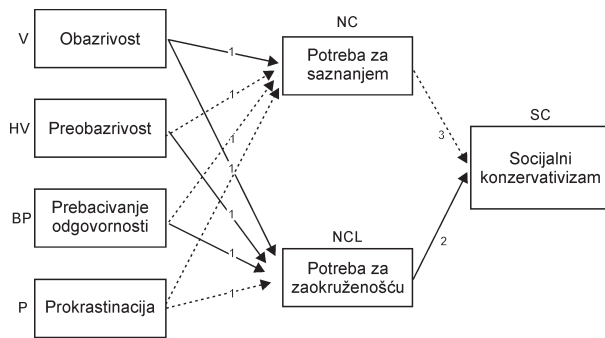 V
Obazrivost
HV
Preobazrivost
BP
Prebacivanje
odgovornosti
P
Prokrastinacija
1
1
1
1
1
1
1
NC
Potreba za
saznanjem
NCL
Potreba za
zaokruženošću
3
2
SC
Socijalni
konzervativizam